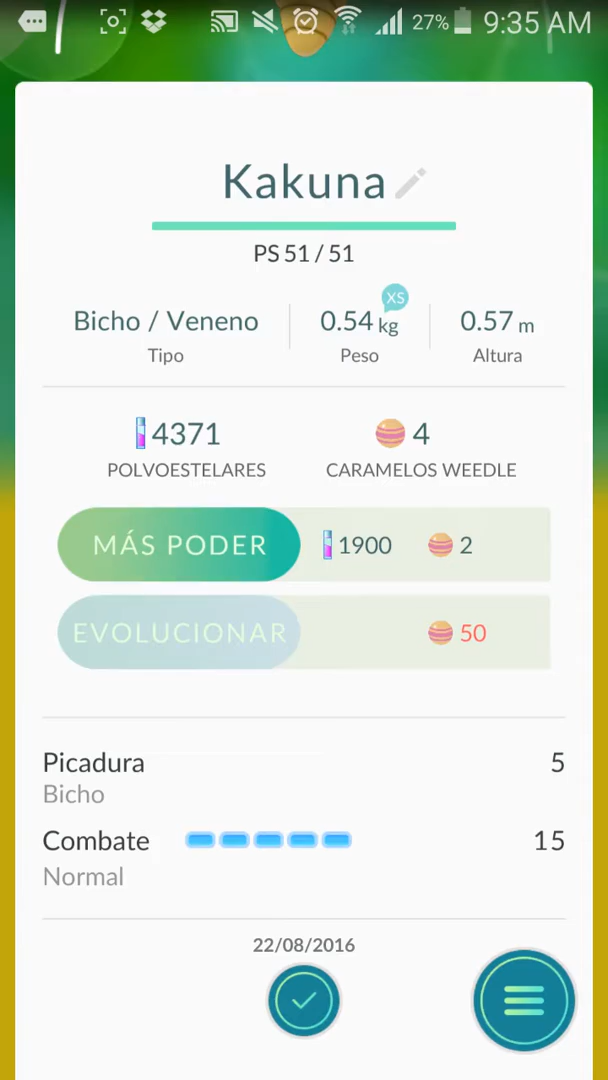 27% 9:35 AM
Kakuna
PS 51 / 51
XS
Bicho / Veneno 0.54 kg 0.57 m
Tipo Peso Altura
4371 4
POLVOESTELARES CARAMELOS WEEDLE
MÁS PODER 1900 2
EVOLUCIONAR 50
Picadura 5
Bicho
Combate 15
Normal
22/08/2016